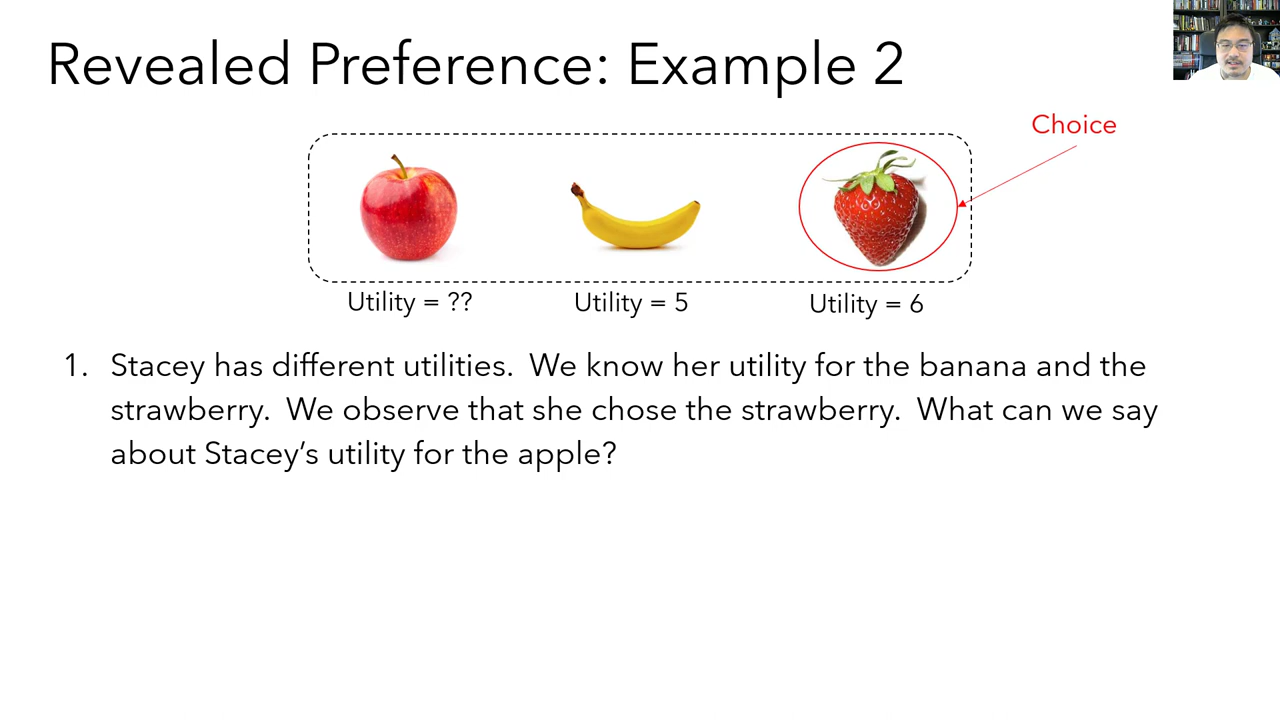 Revealed Preference: Example 2
Choice
Utility = ??
Utility = 5
Utility = 6
1. Stacey has different utilities. We know her utility for the banana and the
strawberry. We observe that she chose the strawberry. What can we say
about Stacey’s utility for the apple?